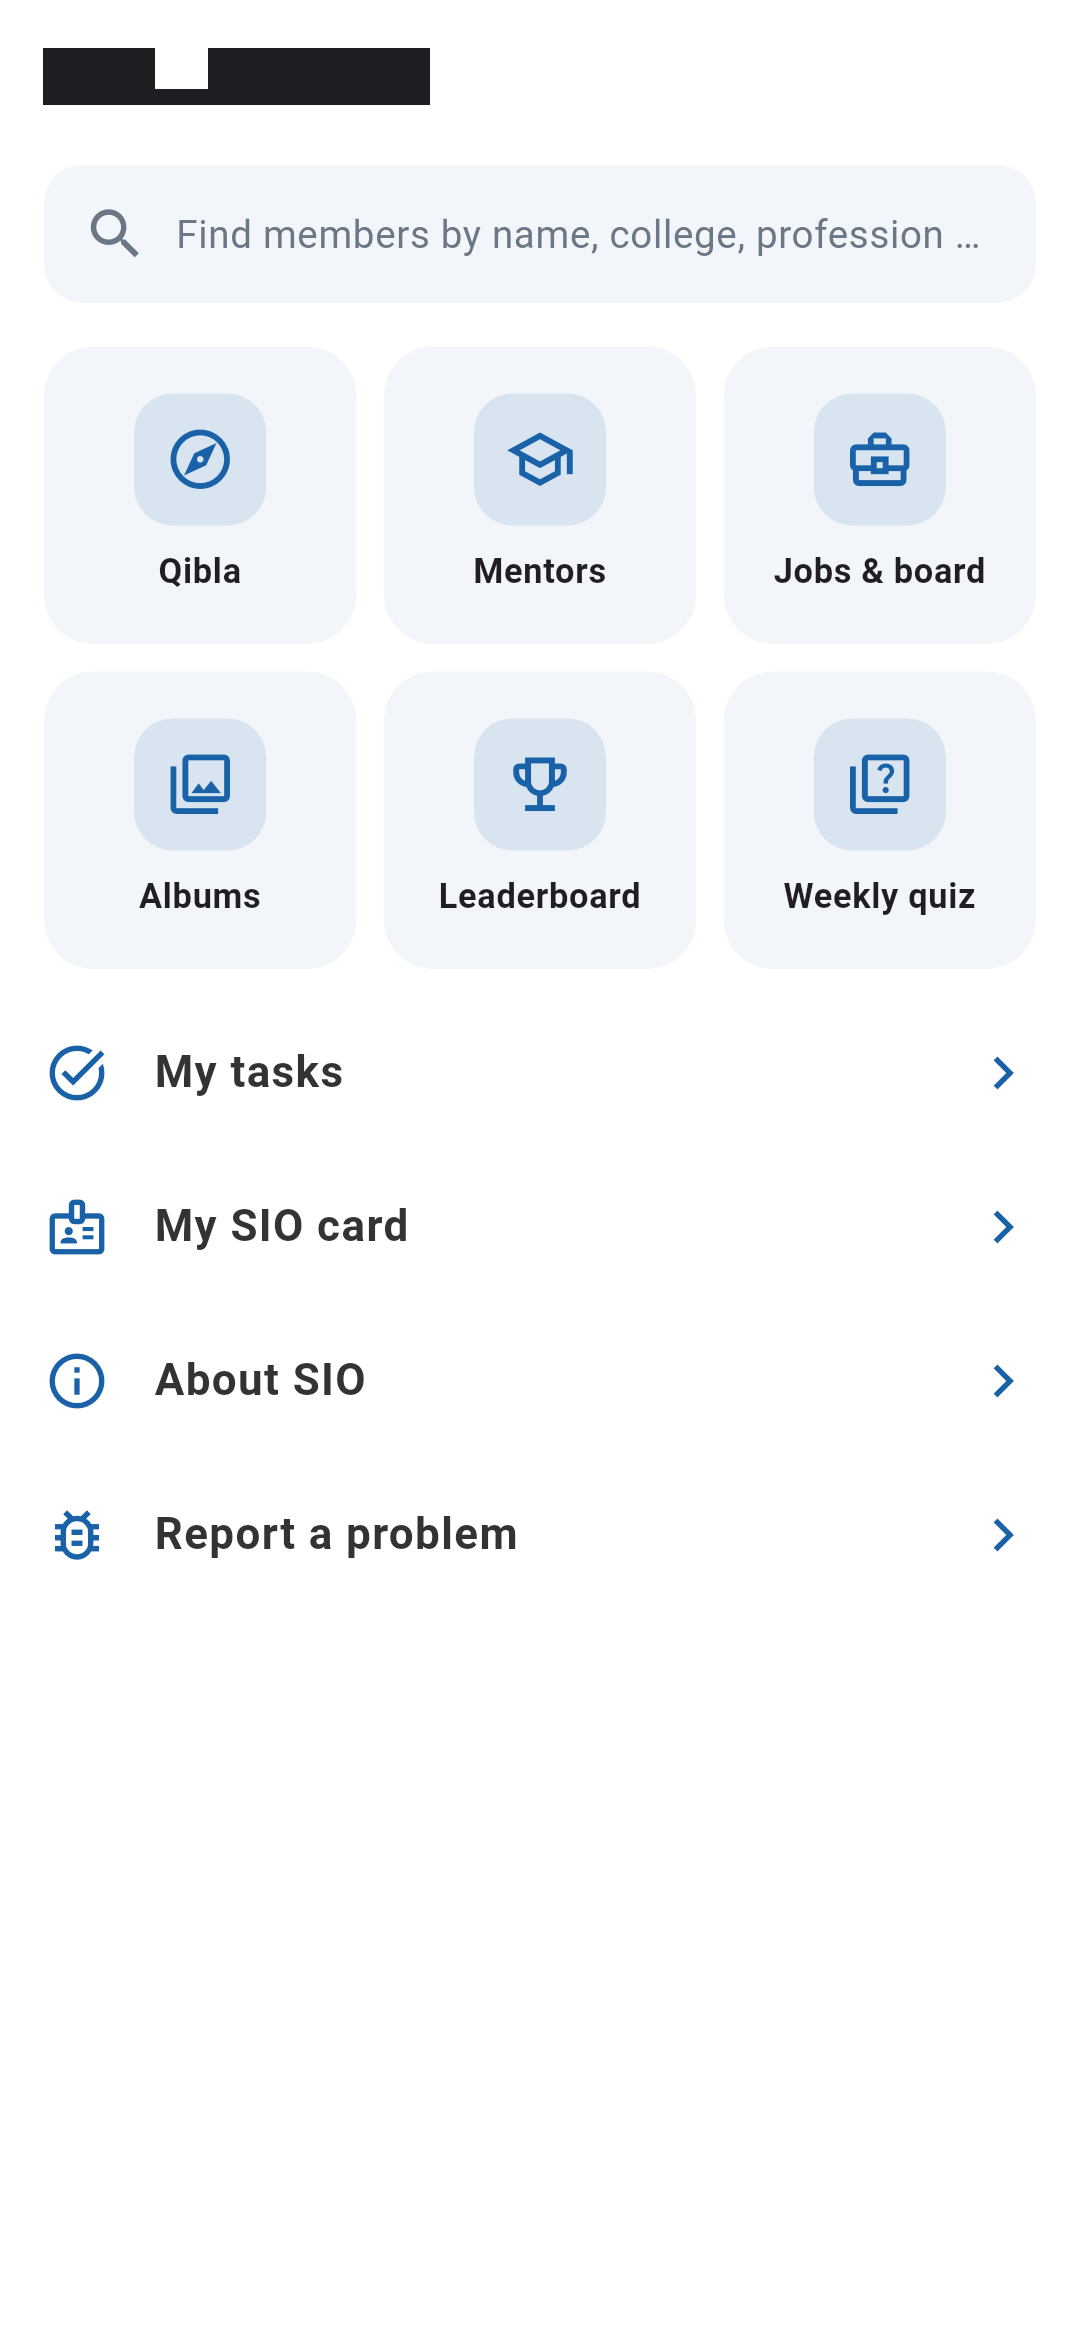 Find members by name, college, profession …
Qibla
Mentors
Jobs & board
Albums
Leaderboard
Weekly quiz
My tasks
My SIO card
About SIO
Report a problem